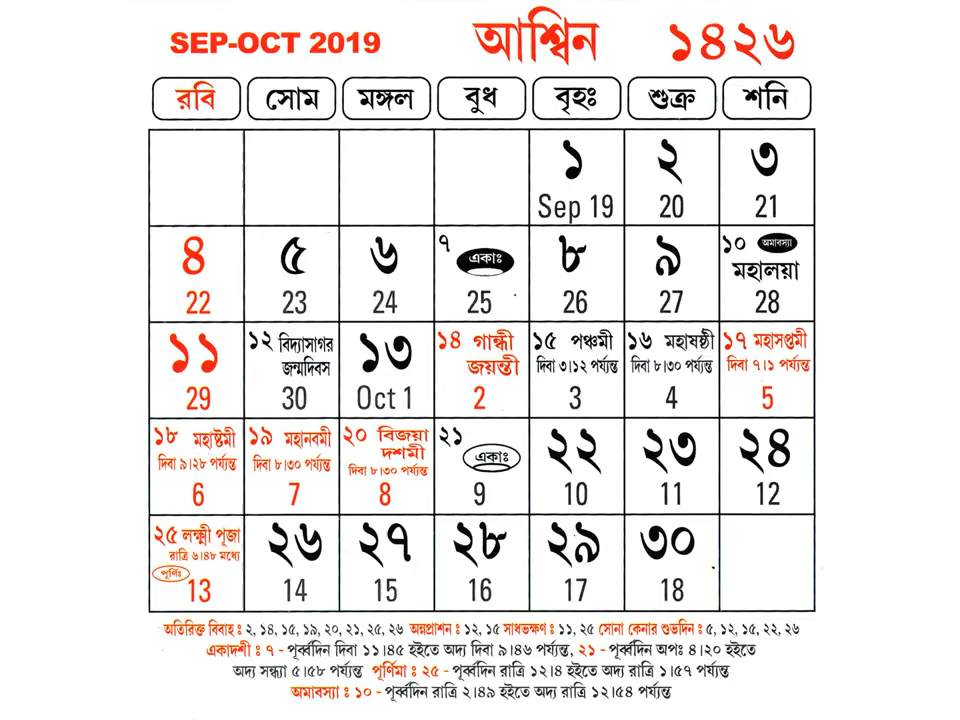 SEP-OCT 2019 আশ্বিন ১৪২৬
রবি সোম মঙ্গল বুধ বৃহঃ শুক্র শনি
১ ২ ৩
Sep 19 20 21
৪ ৫ ৬ ৭ একাঃ ৮ ৯ ১০ অমাবস্যা
মহালয়া
22 23 24 25 26 27 28
১১ ১২ বিদ্যাসাগর ১৩ ১৪ গান্ধী ১৫ পঞ্চমী ১৬ মহাষষ্ঠী ১৭ মহাসপ্তমী
জন্মদিবস জয়ন্তী দিবা ৩।১২ পর্য্যন্ত দিবা ৮।৩০ পর্য্যন্ত দিবা ৭।১ পর্য্যন্ত
29 30 Oct 1 2 3 4 5
১৮ মহাষ্টমী ১৯ মহানবমী ২০ বিজয়া ২১ একাঃ ২২ ২৩ ২৪
দশমী
দিবা ৯।২৮ পর্য্যন্ত দিবা ৮।৩০ পর্য্যন্ত দিবা ৮।৩০ পর্য্যন্ত
6 7 8 9 10 11 12
২৫ লক্ষ্মী পূজা ২৬ ২৭ ২৮ ২৯ ৩০
রাত্রি ৬।৪৮ মধ্যে
পূর্ণিঃ 13 14 15 16 17 18
অতিরিক্ত বিবাহ ঃ ২, ১৪, ১৫, ১৯, ২০, ২১, ২৫, ২৬ অন্নপ্রাশন ঃ ১২, ১৫ সাধভক্ষণ ঃ ১১, ২৫ সোনা কেনার শুভদিন ঃ ৫, ১২, ১৫, ২২, ২৬
একাদশী ঃ ৭ - পূর্ব্বদিন দিবা ১১।৪৫ হইতে অদ্য দিবা ৯।৪৬ পর্য্যন্ত, ২১ - পূর্ব্বদিন অপঃ ৪।২০ হইতে
অদ্য সন্ধ্যা ৫।৫৮ পর্য্যন্ত পূর্ণিমা ঃ ২৫ - পূর্ব্বদিন রাত্রি ১২।৪ হইতে অদ্য রাত্রি ১।৫৭ পর্য্যন্ত
অমাবস্যা ঃ ১০ - পূর্ব্বদিন রাত্রি ২।৪৯ হইতে অদ্য রাত্রি ১২।৫৪ পর্য্যন্ত